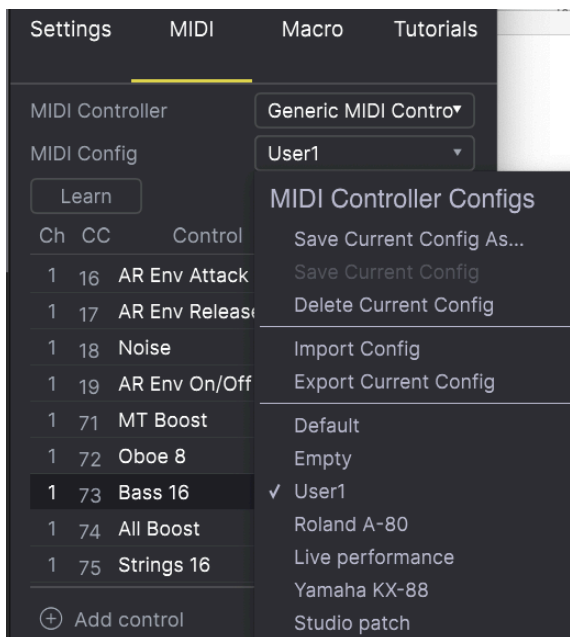 Settings MIDI Macro Tutorials
MIDI Controller Generic MIDI Contro
MIDI Config User1
Learn
Ch CC Control
1 16 AR Env Attack
1 17 AR Env Release
1 18 Noise
1 19 AR Env On/Off
1 71 MT Boost
1 72 Oboe 8
1 73 Bass 16
1 74 All Boost
1 75 Strings 16
Add control
MIDI Controller Configs
Save Current Config As...
Save Current Config
Delete Current Config
Import Config
Export Current Config
Default
Empty
✓ User1
Roland A-80
Live performance
Yamaha KX-88
Studio patch